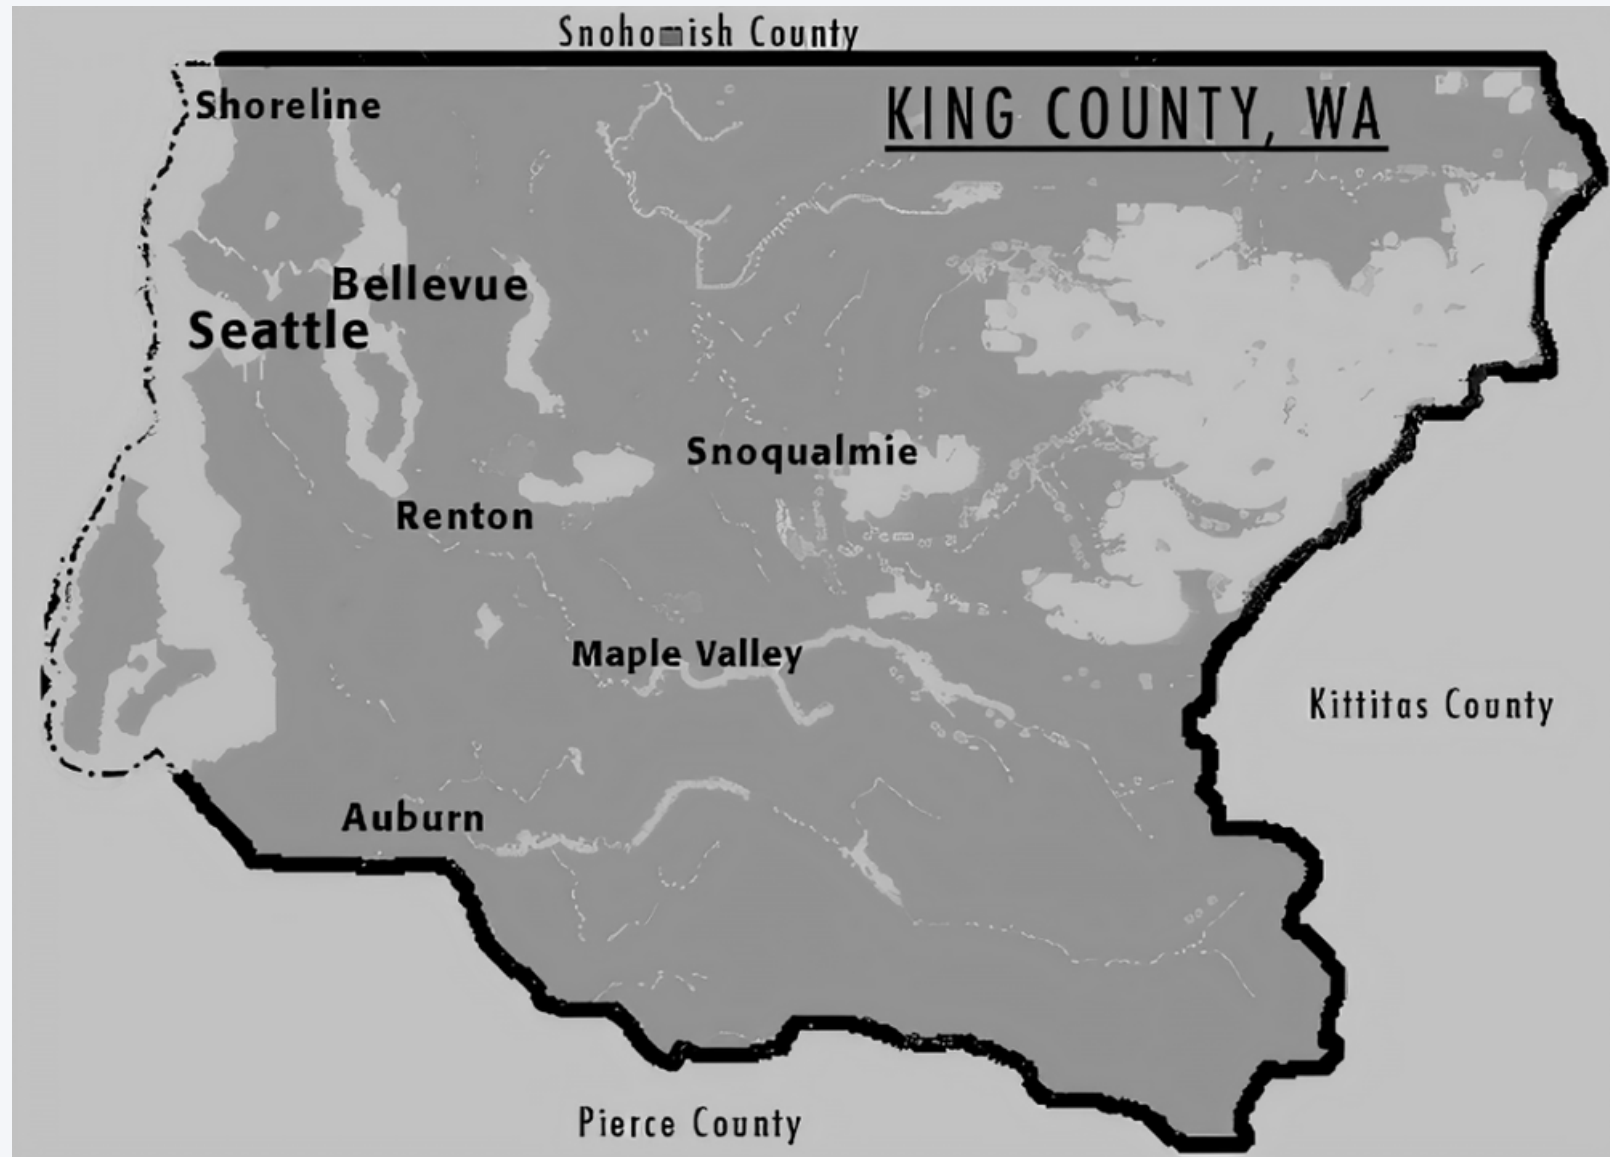 Snohomish County
Shoreline
KING COUNTY, WA
Bellevue
Seattle
Snoqualmie
Renton
Maple Valley
Kittitas County
Auburn
Pierce County